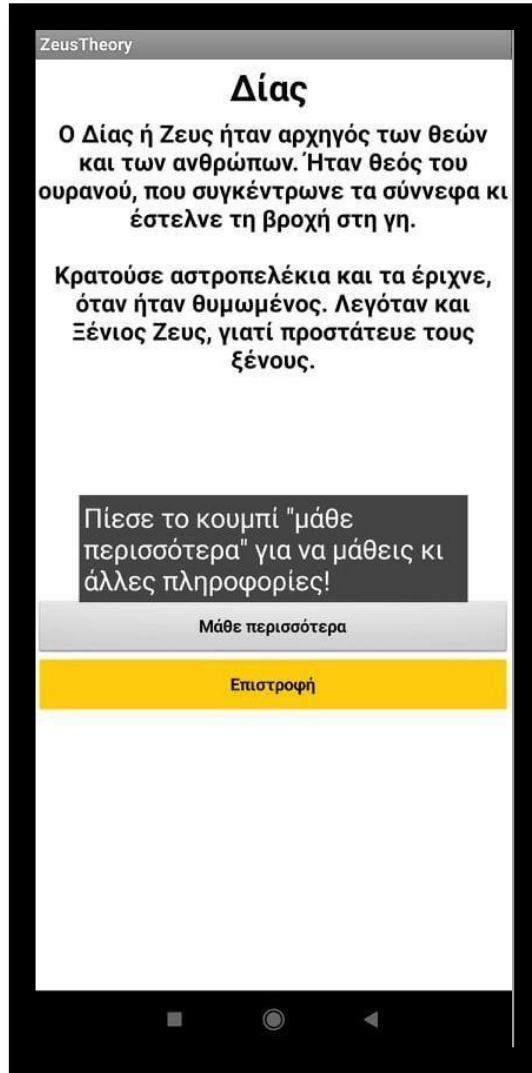 ZeusTheory
Δίας
Ο Δίας ή Ζευς ήταν αρχηγός των θεών
και των ανθρώπων. Ήταν θεός του
ουρανού, που συγκέντρωνε τα σύννεφα κι
έστελνε τη βροχή στη γη.
Κρατούσε αστροπελέκια και τα έριχνε,
όταν ήταν θυμωμένος. Λεγόταν και
Ξένιος Ζευς, γιατί προστάτευε τους
ξένους.
Πίεσε το κουμπί "μάθε
περισσότερα" για να μάθεις κι
άλλες πληροφορίες!
Μάθε περισσότερα
Επιστροφή